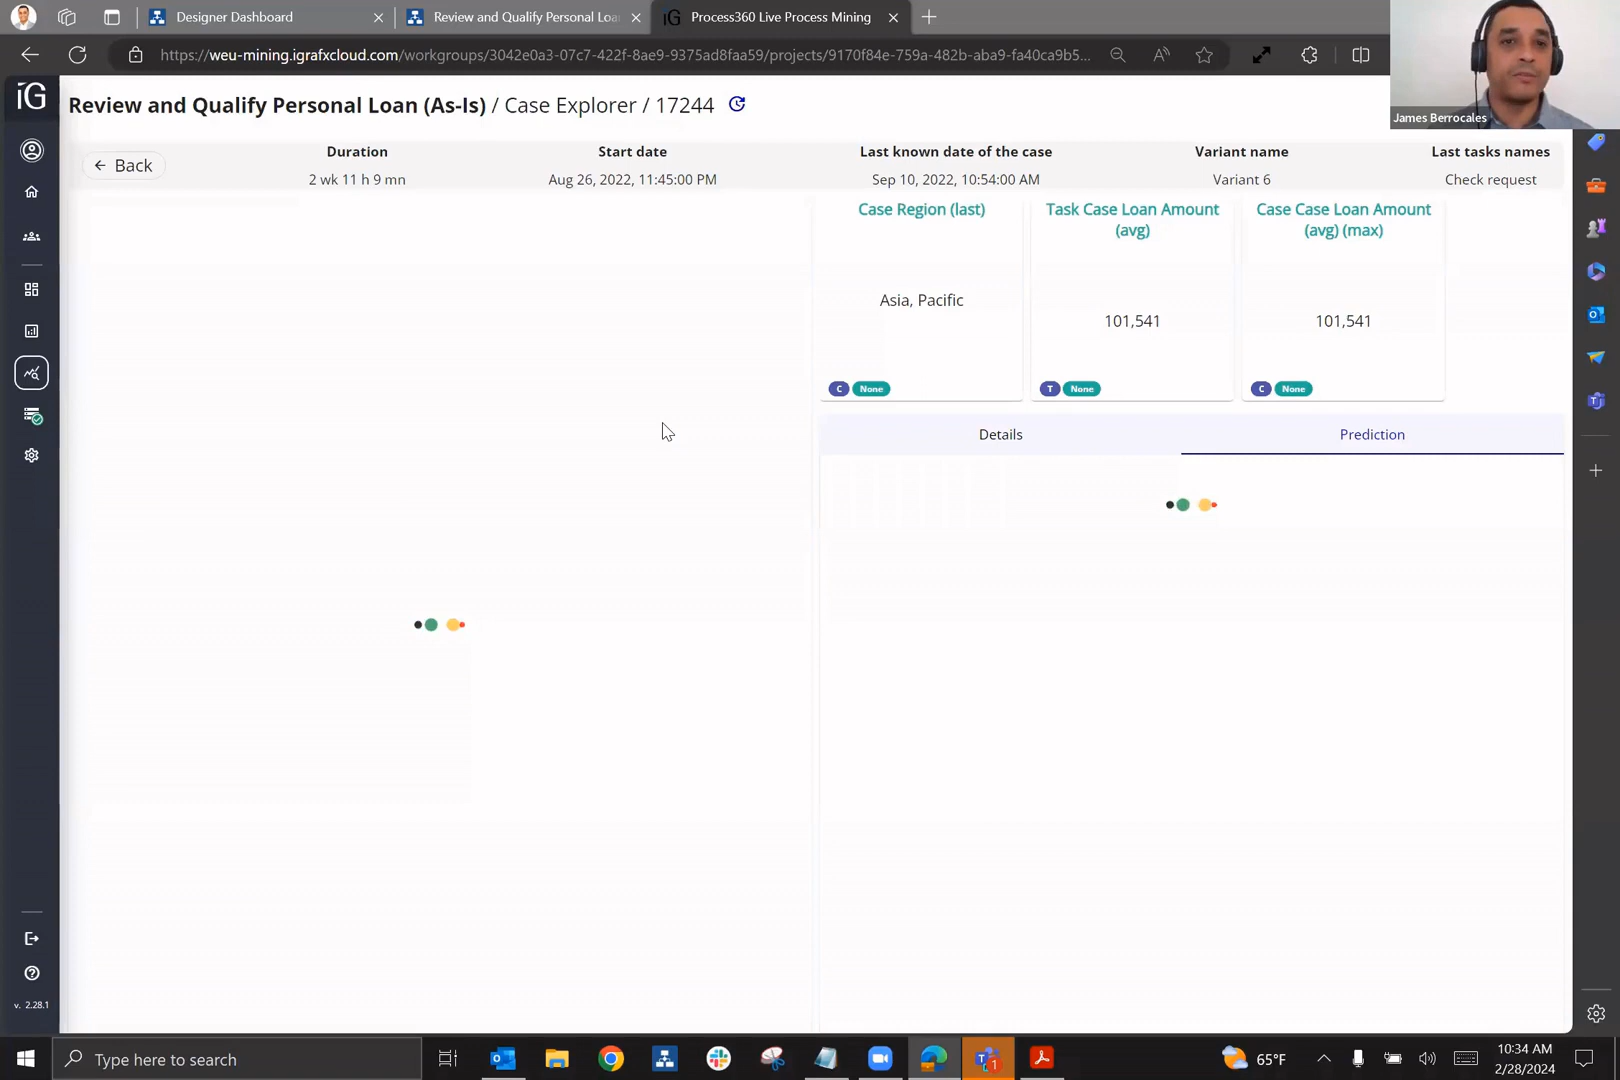 Designer Dashboard
Review and Qualify Personal Loa
iG
Process360 Live Process Mining
https://weu-mining.igrafxcloud.com/workgroups/3042e0a3-07c7-422f-8ae9-9375ad8faa59/projects/9170f84e-759a-482b-aba9-fa40ca9b5...
James Berrocales
iG
Review and Qualify Personal Loan (As-Is) / Case Explorer / 17244
Back
Duration
2 wk 11 h 9 mn
Start date
Aug 26, 2022, 11:45:00 PM
Last known date of the case
Sep 10, 2022, 10:54:00 AM
Variant name
Variant 6
Last tasks names
Check request
Case Region (last)
Asia, Pacific
C None
Task Case Loan Amount
(avg)
101,541
T None
Case Case Loan Amount
(avg) (max)
101,541
C None
Details
Prediction
v. 2.28.1
Type here to search
1
65°F
10:34 AM
2/28/2024